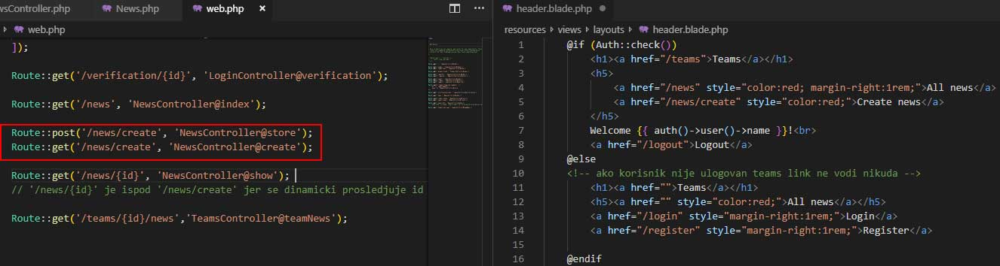 wsController.php
News.php
web.php
web.php
]);
Route::get('/verification/{id}', 'LoginController@verification');
Route::get('/news', 'NewsController@index');
Route::post('/news/create', 'NewsController@store');
Route::get('/news/create', 'NewsController@create');
Route::get('/news/{id}', 'NewsController@show');
// '/news/{id}' je ispod '/news/create' jer se dinamicki prosledjuje id
Route::get('/teams/{id}/news','TeamsController@teamNews');
header.blade.php
resources > views > layouts > header.blade.php
1 @if (Auth::check())
2 <h1><a href="/teams">Teams</a></h1>
3 <h5>
4 <a href="/news" style="color:red; margin-right:1rem;">All news</a>
5 <a href="/news/create" style="color:red;">Create news</a>
6 </h5>
7 Welcome {{ auth()->user()->name }}!<br>
8 <a href="/logout">Logout</a>
9 @else
10 <!-- ako korisnik nije ulogovan teams link ne vodi nikuda -->
11 <h1><a href="">Teams</a></h1>
12 <h5><a href="" style="color:red;">All news</a></h5>
13 <a href="/login" style="margin-right:1rem;">Login</a>
14 <a href="/register" style="margin-right:1rem;">Register</a>
15
16 @endif